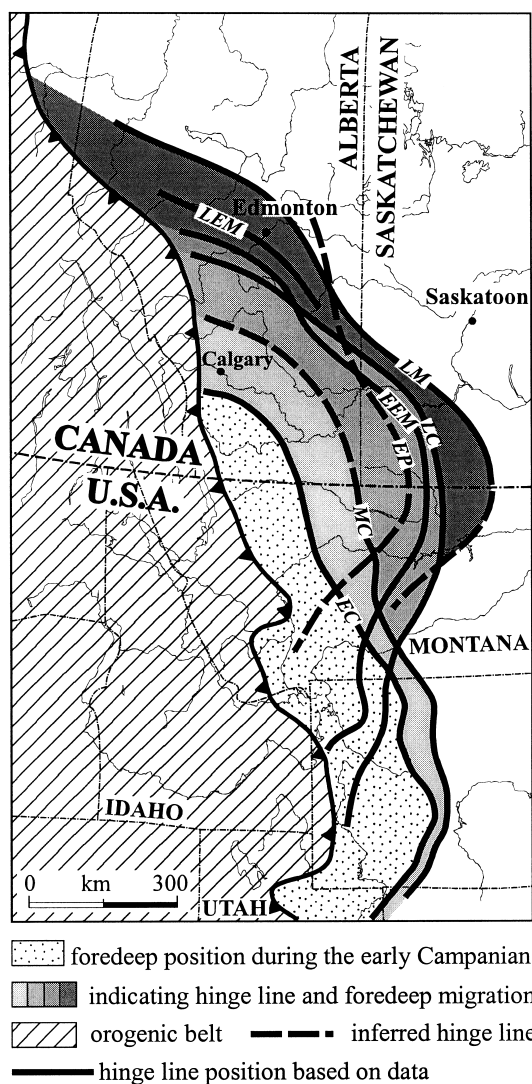 ALBERTA
SASKATCHEWAN
LEM
Edmonton
Saskatoon
Calgary
LM
EEM
LC
EP
CANADA
U.S.A.
MC
EC
MONTANA
IDAHO
0 km 300
UTAH
foredeep position during the early Campanian
indicating hinge line and foredeep migration
orogenic belt inferred hinge line
hinge line position based on data